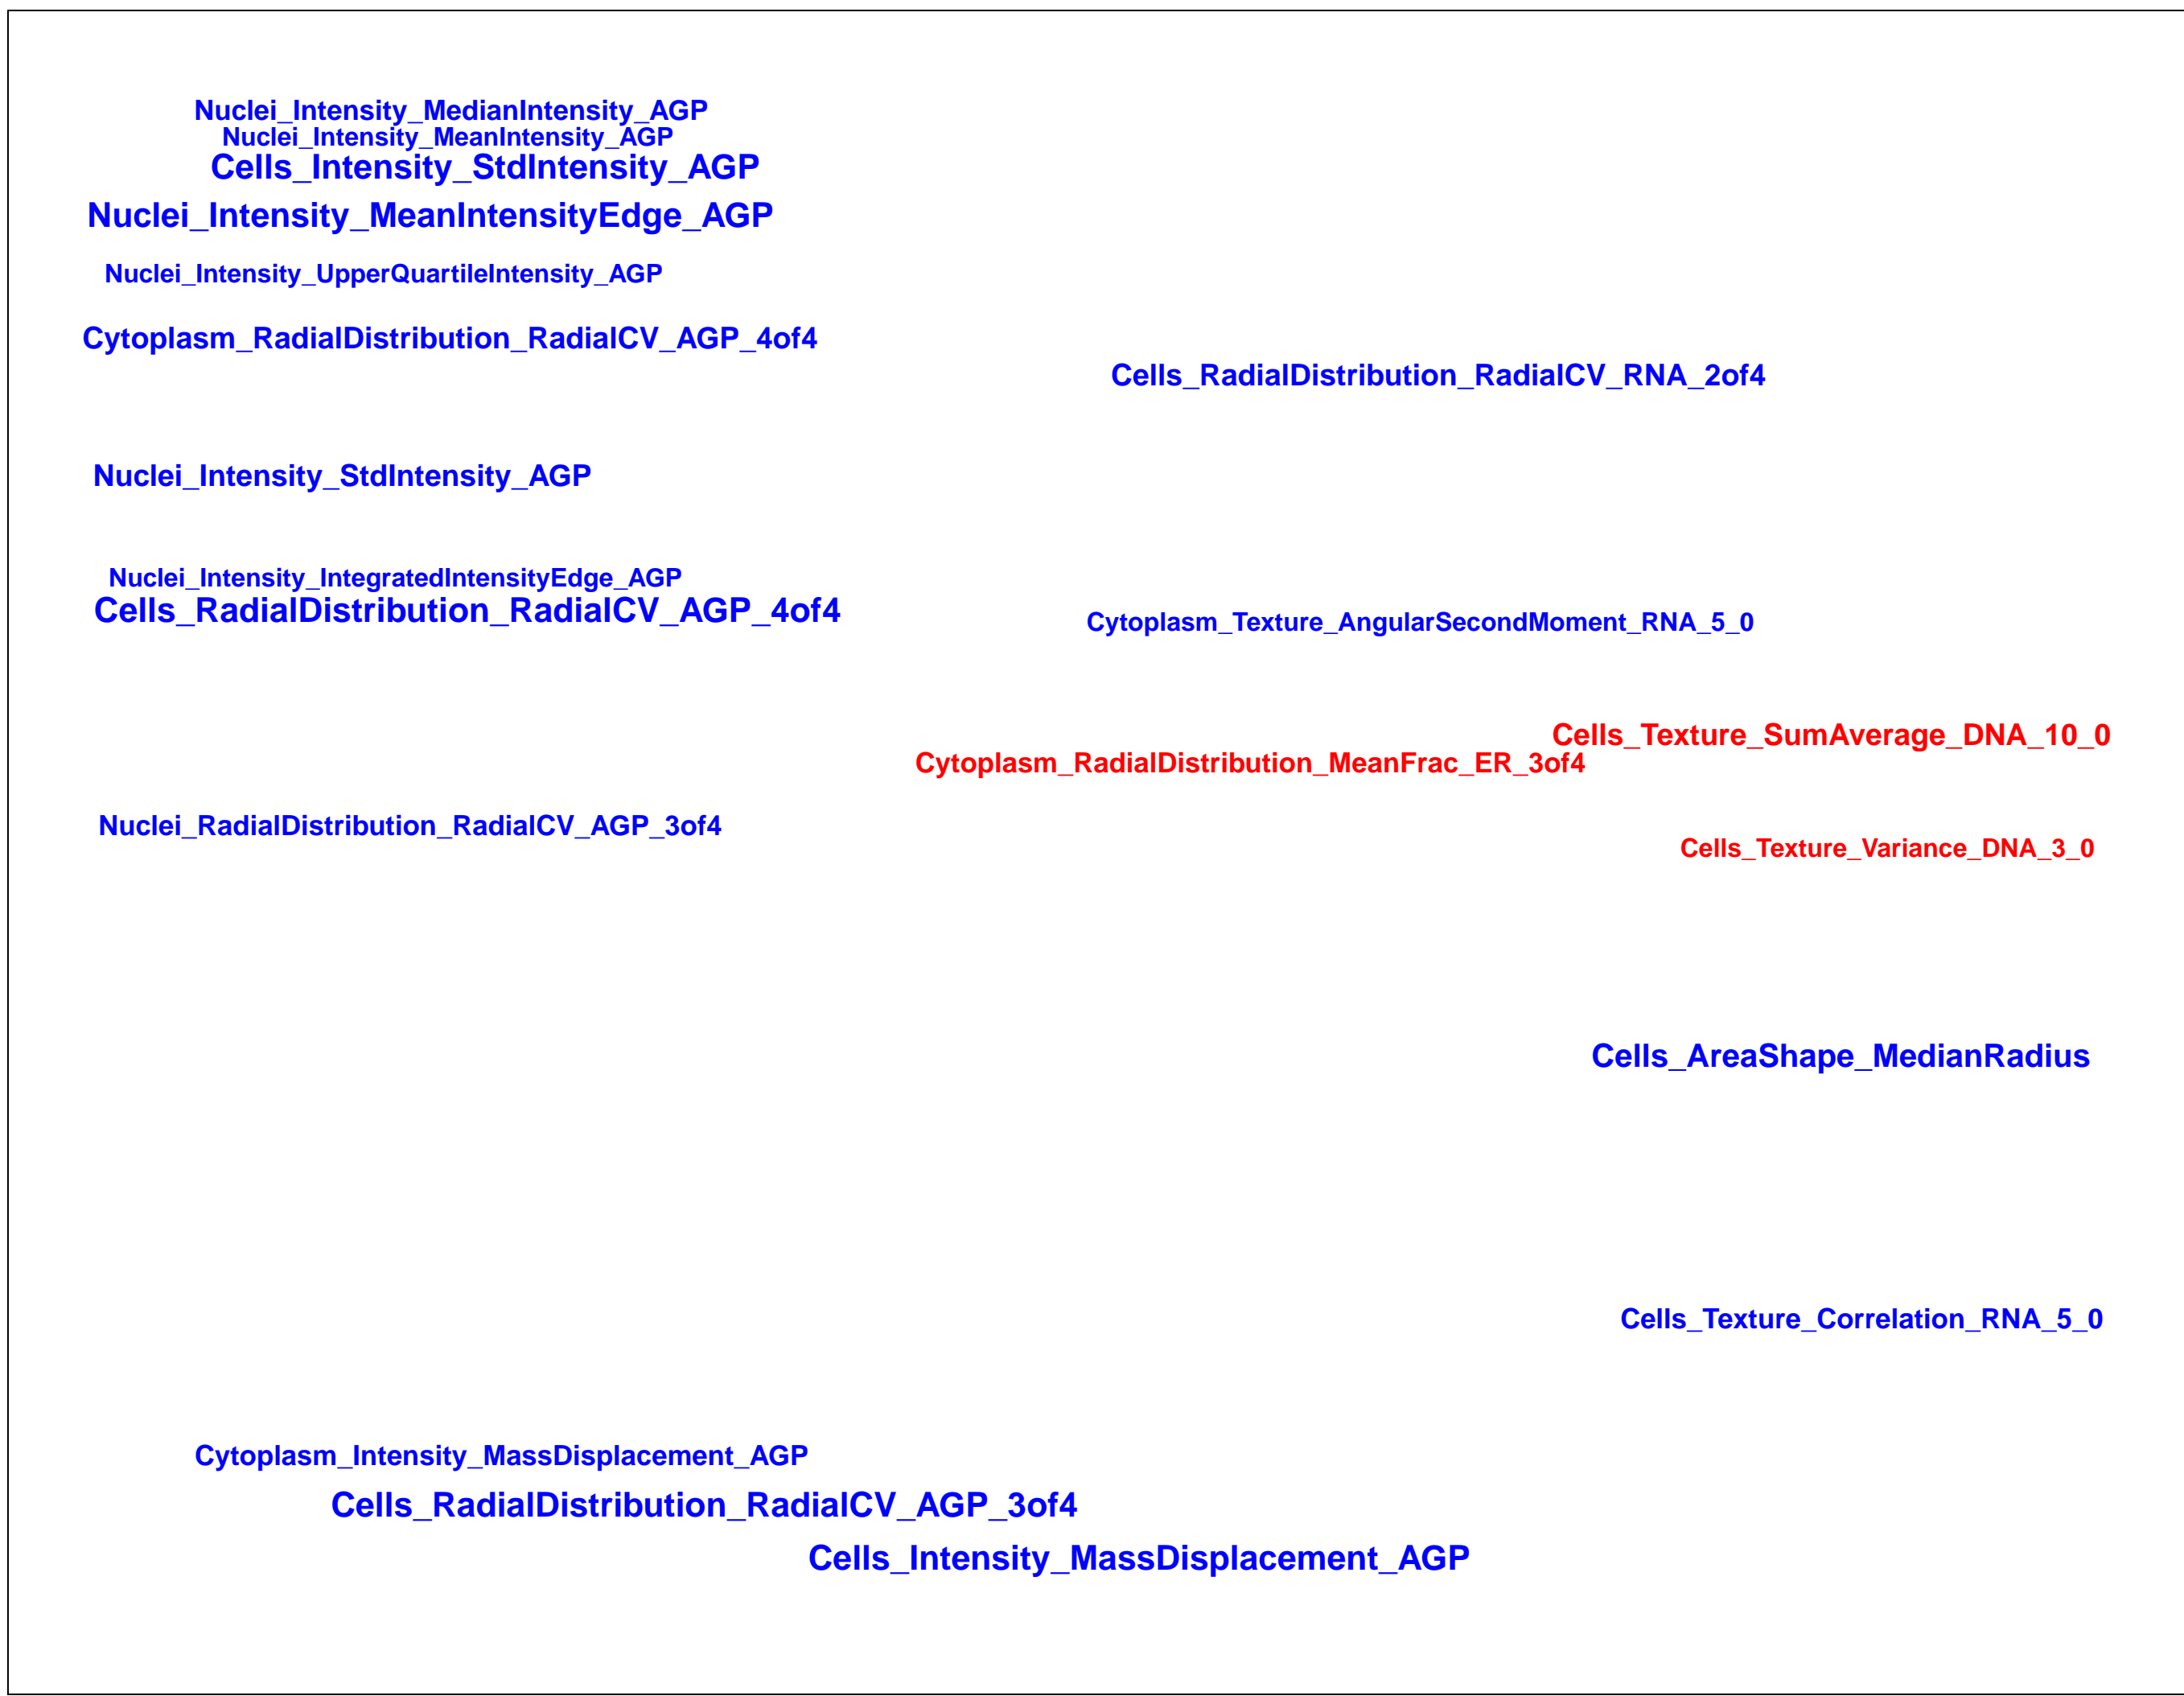 Nuclei_Intensity_MedianIntensity_AGP
Nuclei_Intensity_MeanIntensity_AGP
Cells_Intensity_StdIntensity_AGP
Nuclei_Intensity_MeanIntensityEdge_AGP
Nuclei_Intensity_UpperQuartileIntensity_AGP
Cytoplasm_RadialDistribution_RadialCV_AGP_4of4
Cells_RadialDistribution_RadialCV_RNA_2of4
Nuclei_Intensity_StdIntensity_AGP
Nuclei_Intensity_IntegratedIntensityEdge_AGP
Cells_RadialDistribution_RadialCV_AGP_4of4
Cytoplasm_Texture_AngularSecondMoment_RNA_5_0
Cells_Texture_SumAverage_DNA_10_0
Cytoplasm_RadialDistribution_MeanFrac_ER_3of4
Nuclei_RadialDistribution_RadialCV_AGP_3of4
Cells_Texture_Variance_DNA_3_0
Cells_AreaShape_MedianRadius
Cells_Texture_Correlation_RNA_5_0
Cytoplasm_Intensity_MassDisplacement_AGP
Cells_RadialDistribution_RadialCV_AGP_3of4
Cells_Intensity_MassDisplacement_AGP